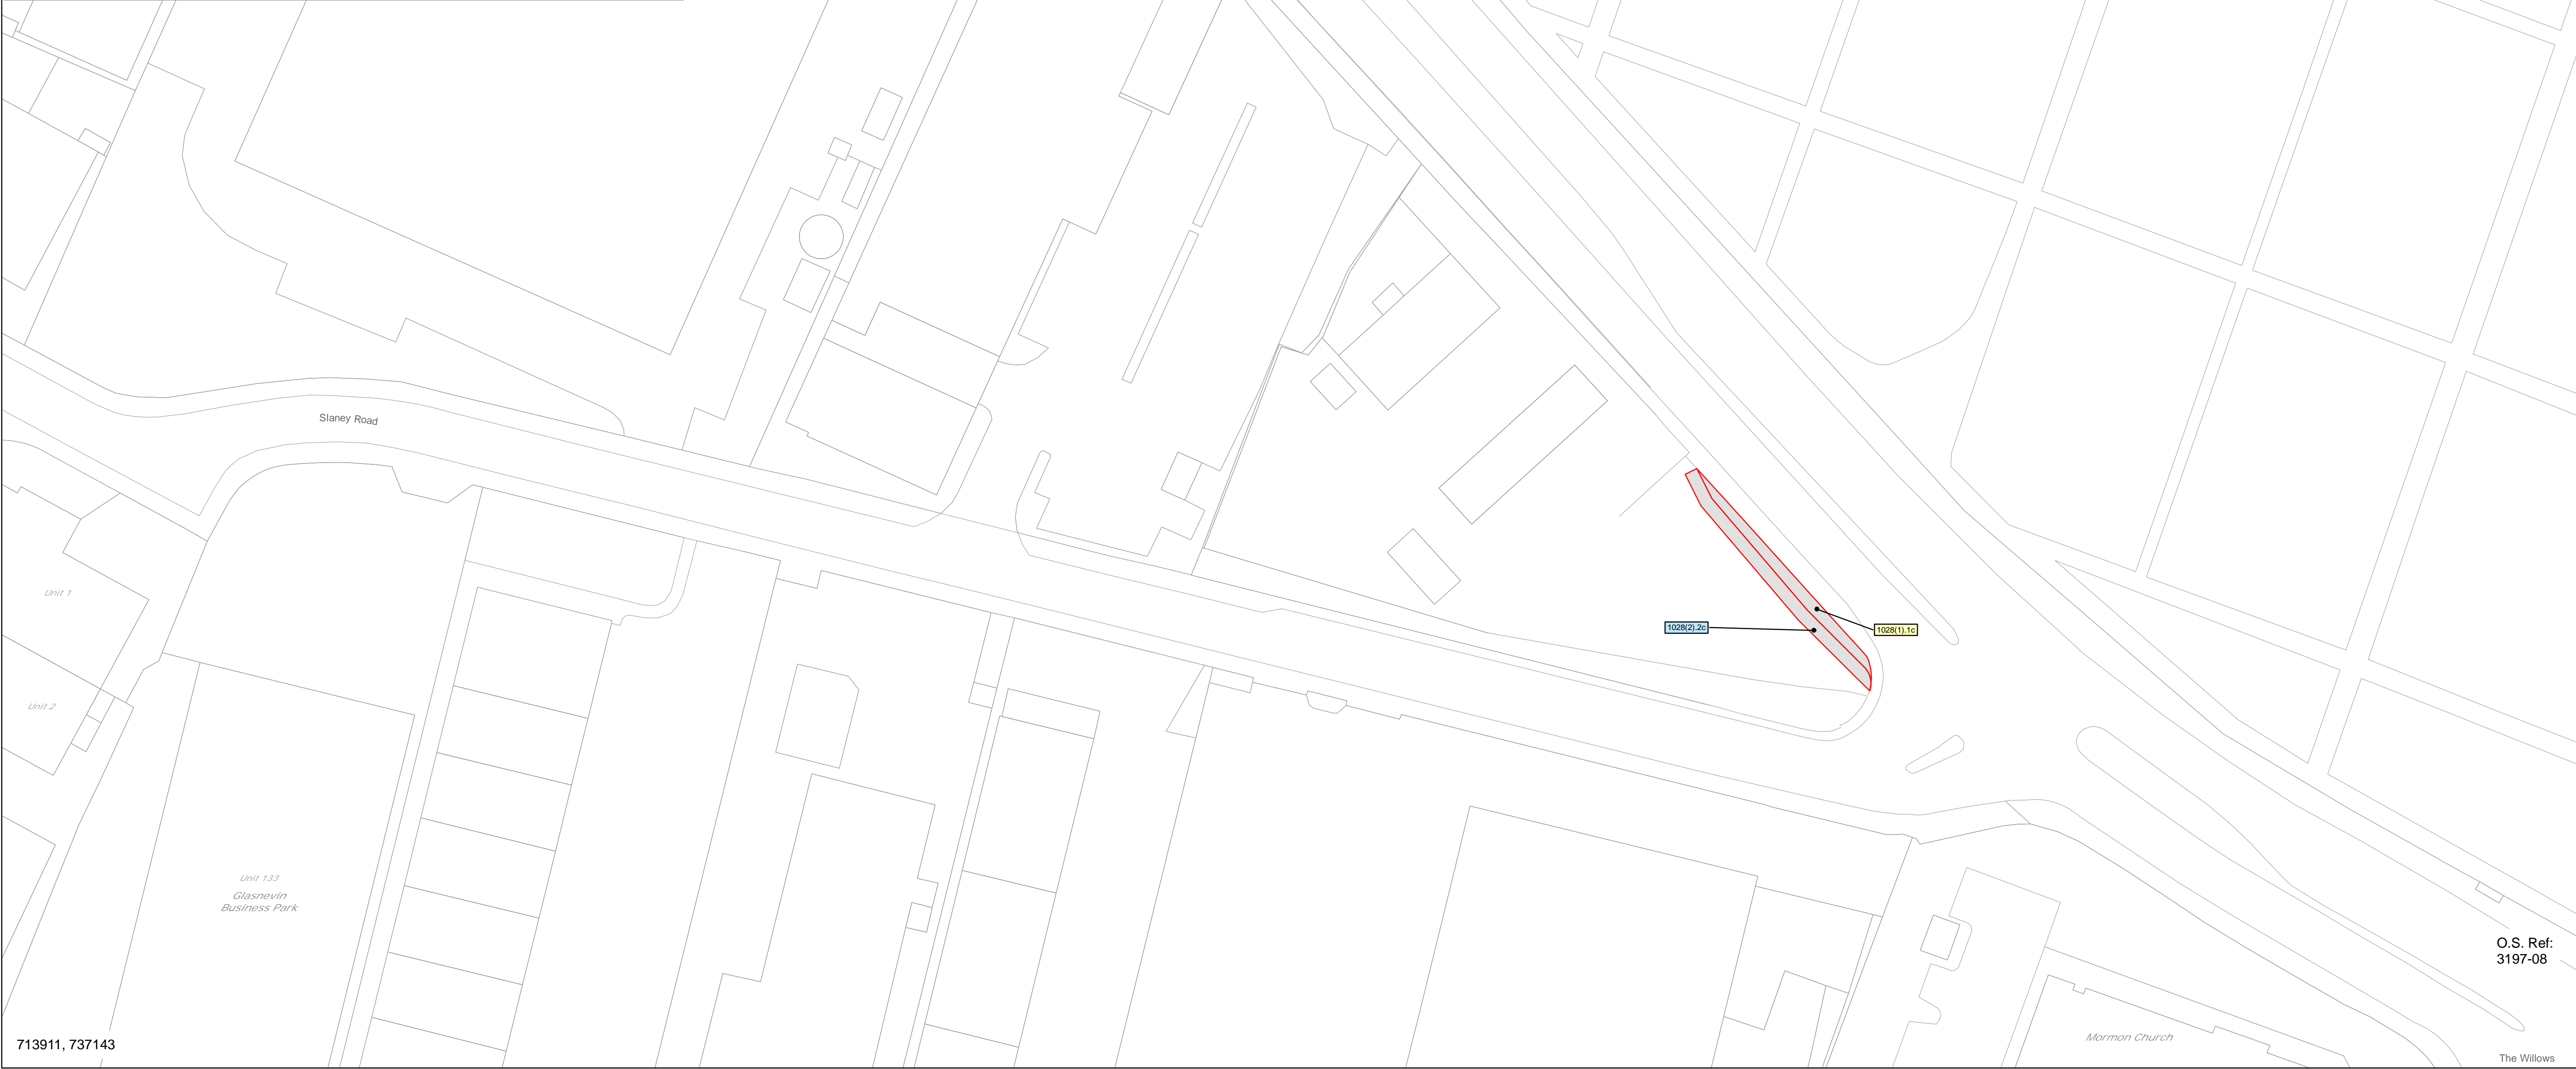 Slaney Road
Unit 1
1028(2).2c
1028(1).1c
Unit 2
Unit 133
Glasnevin
Business Park
O.S. Ref:
3197-08
713911, 737143
Mormon Church
The Willows